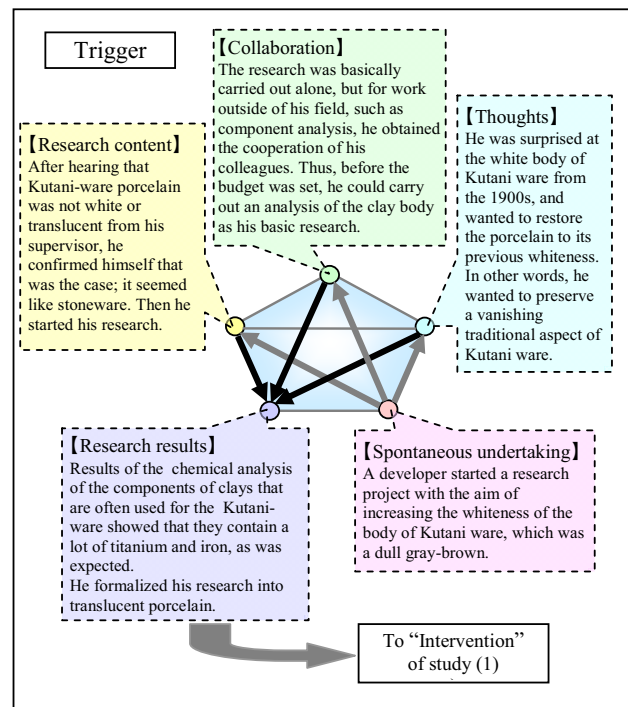 Trigger
【Collaboration】
The research was basically
carried out alone, but for work
outside of his field, such as
component analysis, he obtained
the cooperation of his
colleagues. Thus, before the
budget was set, he could carry
out an analysis of the clay body
as his basic research.
【Thoughts】
He was surprised at
the white body of
Kutani ware from
the 1900s, and
wanted to restore
the porcelain to its
previous whiteness.
In other words, he
wanted to preserve
a vanishing
traditional aspect of
Kutani ware.
【Research content】
After hearing that
Kutani-ware porcelain
was not white or
translucent from his
supervisor, he
confirmed himself that
was the case; it seemed
like stoneware. Then he
started his research.
【Research results】
Results of the chemical analysis
of the components of clays that
are often used for the Kutani-
ware showed that they contain a
lot of titanium and iron, as was
expected.
He formalized his research into
translucent porcelain.
【Spontaneous undertaking】
A developer started a research
project with the aim of
increasing the whiteness of the
body of Kutani ware, which was
a dull gray-brown.
To “Intervention”
of study (1)